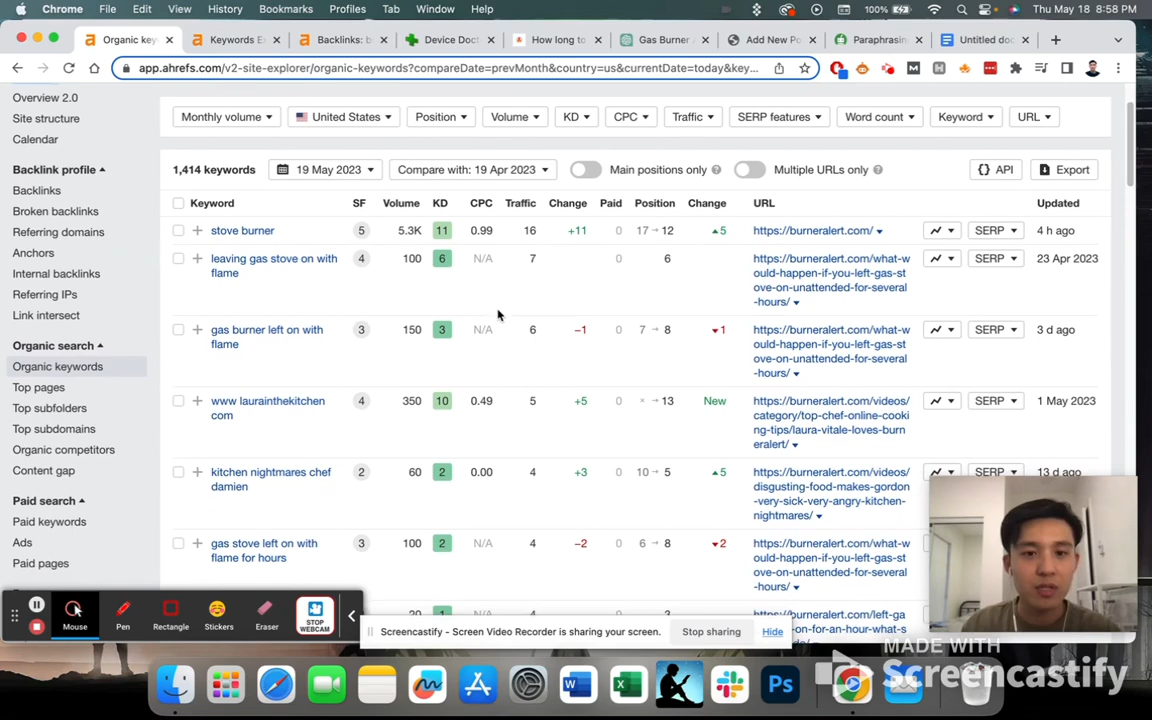 Chrome File Edit View History Bookmarks Profiles Tab Window Help 100% Thu May 18 8:58 PM
Organic key Keywords E Backlinks: b Device Doct How long to Gas Burner Add New Po Paraphrasin Untitled doc
app.ahrefs.com/v2-site-explorer/organic-keywords?compareDate=prevMonth&country=us&currentDate=today&key...
Overview 2.0
Site structure
Calendar
Backlink profile
Backlinks
Broken backlinks
Referring domains
Anchors
Internal backlinks
Referring IPs
Link intersect
Organic search
Organic keywords
Top pages
Top subfolders
Top subdomains
Organic competitors
Content gap
Paid search
Paid keywords
Ads
Paid pages
Monthly volume United States Position Volume KD CPC Traffic SERP features Word count Keyword URL
1,414 keywords 19 May 2023 Compare with: 19 Apr 2023 Main positions only ? Multiple URLs only ? {} API Export
Keyword SF Volume KD CPC Traffic Change Paid Position Change URL Updated
stove burner 5 5.3K 11 0.99 16 +11 0 17 → 12 ▲5 https://burneralert.com/ SERP 4 h ago
leaving gas stove on with 4 100 6 N/A 7 0 6 https://burneralert.com/what-w SERP 23 Apr 2023
flame ould-happen-if-you-left-gas-st
ove-on-unattended-for-several
-hours/
gas burner left on with 3 150 3 N/A 6 −1 0 7 → 8 ▼1 https://burneralert.com/what-w SERP 3 d ago
flame ould-happen-if-you-left-gas-st
ove-on-unattended-for-several
-hours/
www laurainthekitchen 4 350 10 0.49 5 +5 0 × → 13 New https://burneralert.com/videos/ SERP 1 May 2023
com category/top-chef-online-cooki
ng-tips/laura-vitale-loves-burn
eralert/
kitchen nightmares chef 2 60 2 0.00 4 +3 0 10 → 5 ▲5 https://burneralert.com/videos/ SERP 13 d ago
damien disgusting-food-makes-gordon
-very-sick-very-angry-kitchen-
nightmares/
gas stove left on with 3 100 2 N/A 4 −2 0 6 → 8 ▼2 https://burneralert.com/what-w
flame for hours ould-happen-if-you-left-gas-st
ove-on-unattended-for-several
-hours/
Mouse Pen Rectangle Stickers Eraser STOP WEBCAM
Screencastify - Screen Video Recorder is sharing your screen. Stop sharing Hide
MADE WITH
Screencastify